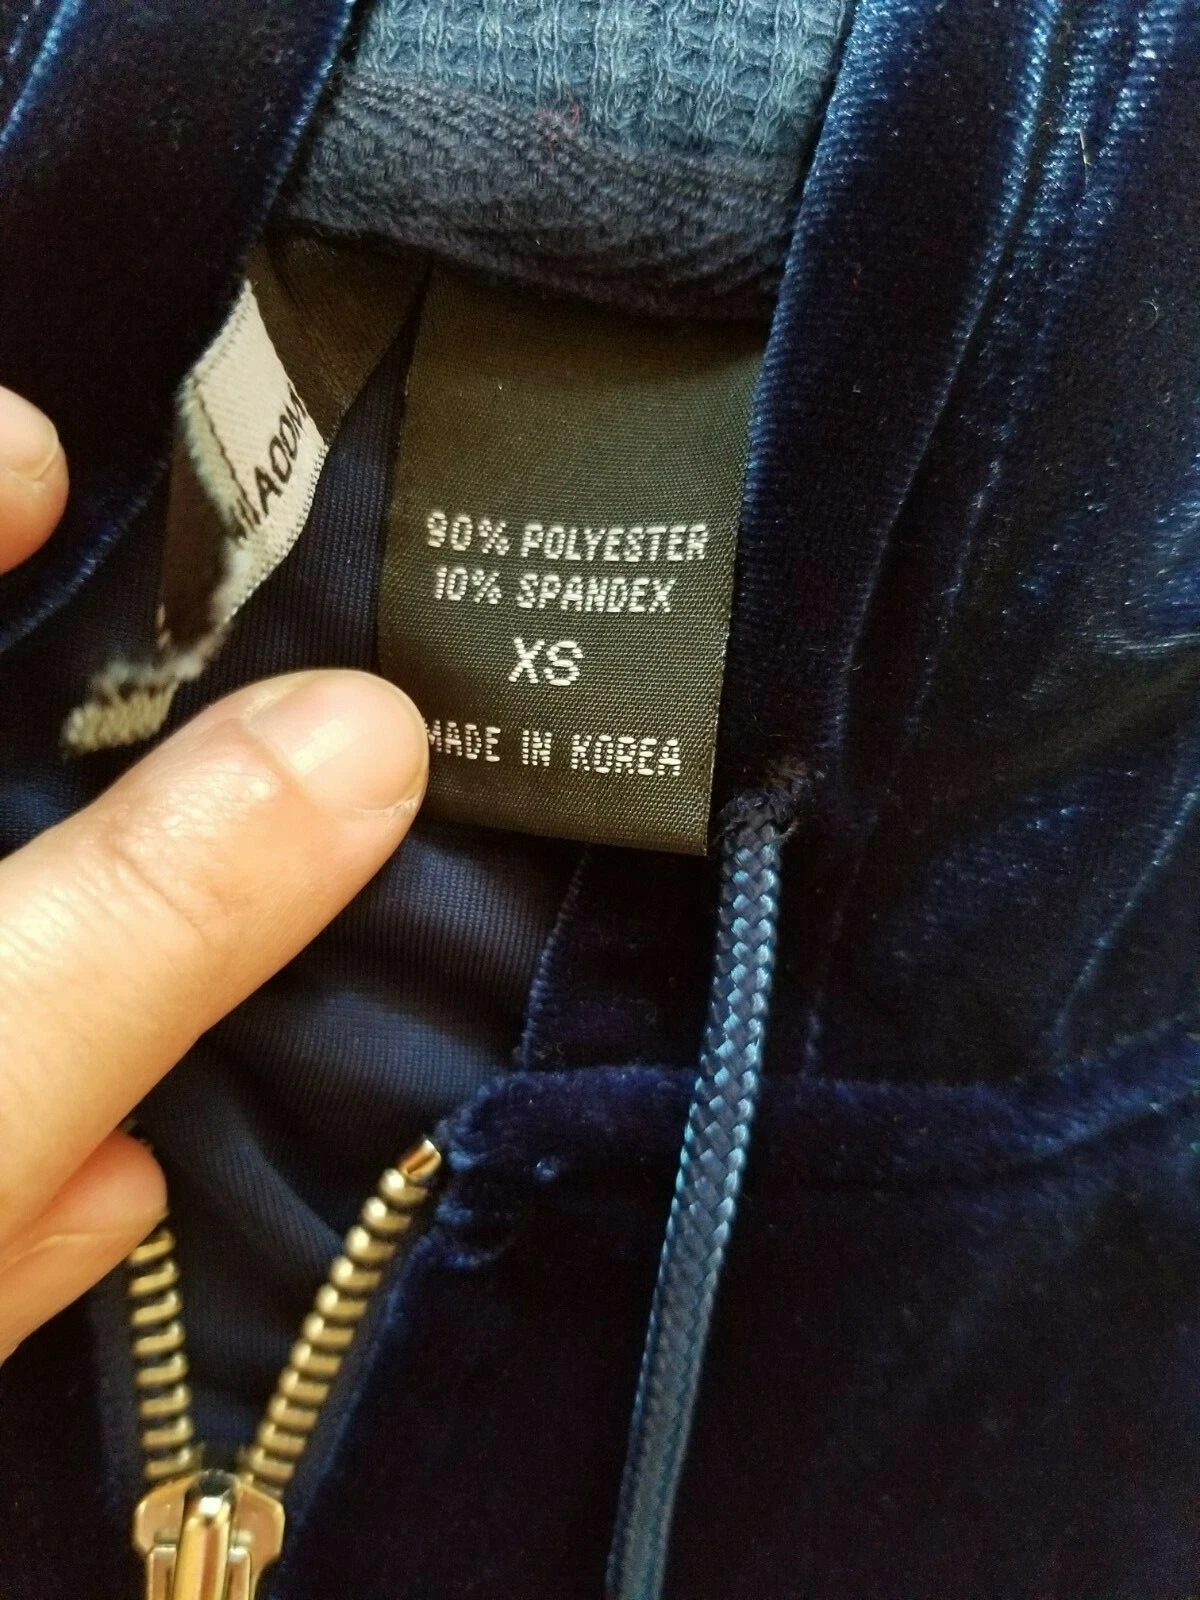 90% POLYESTER
10% SPANDEX
XS
MADE IN KOREA